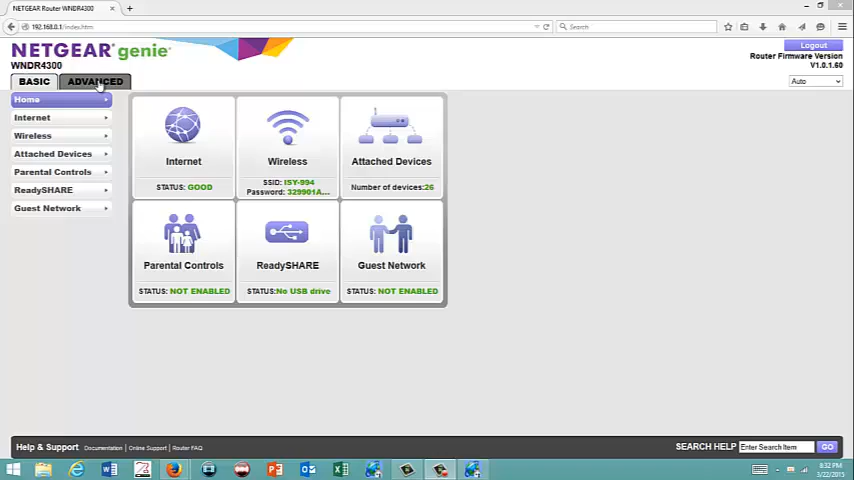 NETGEAR Router WNDR4300
192.168.0.1/index.htm
Search
NETGEAR® genie™
WNDR4300
Logout
Router Firmware Version
V1.0.1.60
BASIC
ADVANCED
Auto
Home
Internet
Wireless
Attached Devices
Parental Controls
ReadySHARE
Guest Network
Internet
STATUS: GOOD
Wireless
SSID: ISY-994
Password: 329901A...
Attached Devices
Number of devices:26
Parental Controls
STATUS: NOT ENABLED
ReadySHARE
STATUS:No USB drive
Guest Network
STATUS: NOT ENABLED
Help & Support
Documentation | Online Support | Router FAQ
SEARCH HELP
Enter Search Item
GO
8:32 PM
3/22/2015